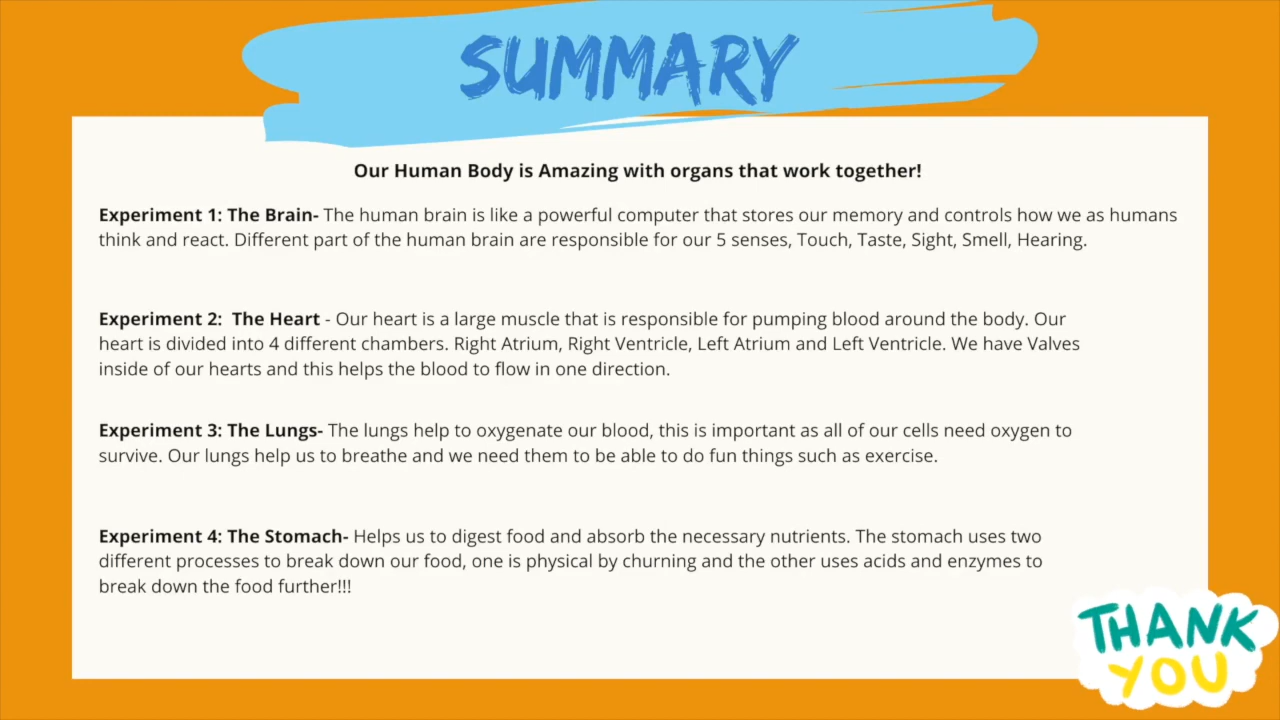 SUMMARY
Our Human Body is Amazing with organs that work together!
Experiment 1: The Brain- The human brain is like a powerful computer that stores our memory and controls how we as humans
think and react. Different part of the human brain are responsible for our 5 senses, Touch, Taste, Sight, Smell, Hearing.
Experiment 2:  The Heart - Our heart is a large muscle that is responsible for pumping blood around the body. Our
heart is divided into 4 different chambers. Right Atrium, Right Ventricle, Left Atrium and Left Ventricle. We have Valves
inside of our hearts and this helps the blood to flow in one direction.
Experiment 3: The Lungs- The lungs help to oxygenate our blood, this is important as all of our cells need oxygen to
survive. Our lungs help us to breathe and we need them to be able to do fun things such as exercise.
Experiment 4: The Stomach- Helps us to digest food and absorb the necessary nutrients. The stomach uses two
different processes to break down our food, one is physical by churning and the other uses acids and enzymes to
break down the food further!!!
THANK
YOU